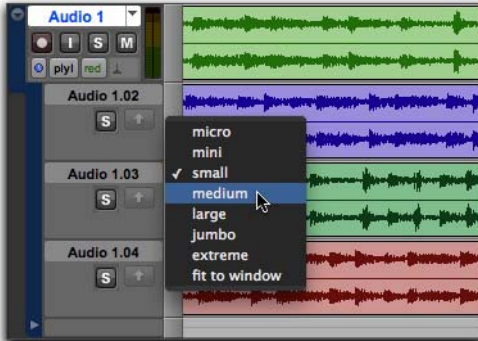 Audio 1
I S M
plyl red
Audio 1.02
S
micro
mini
✓ small
Audio 1.03
medium
S
large
jumbo
Audio 1.04
extreme
S
fit to window